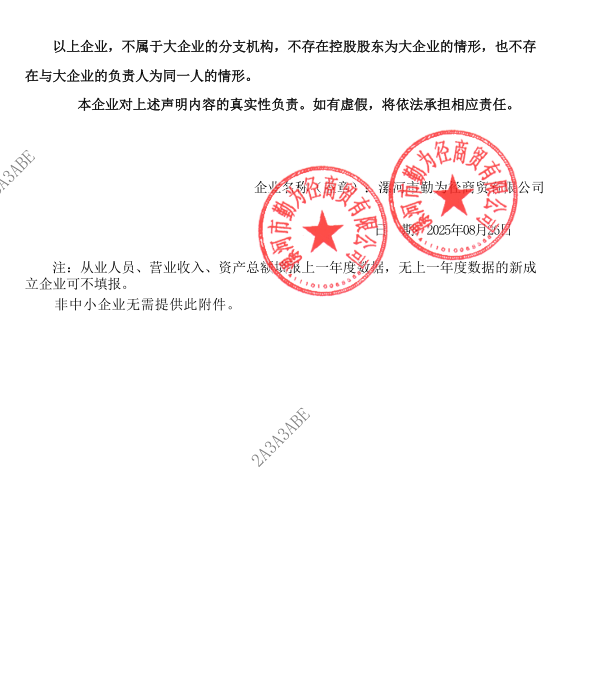 以上企业，不属于大企业的分支机构，不存在控股股东为大企业的情形，也不存
在与大企业的负责人为同一人的情形。
本企业对上述声明内容的真实性负责。如有虚假，将依法承担相应责任。
2A3A3ABE
企业名称（盖章）：漯河市勤为径商贸有限公司
日 期：2025年08月26日
漯河市勤为径商贸有限公司
漯河市勤为径商贸有限公司
注：从业人员、营业收入、资产总额填报上一年度数据，无上一年度数据的新成
立企业可不填报。
非中小企业无需提供此附件。
2A3A3ABE